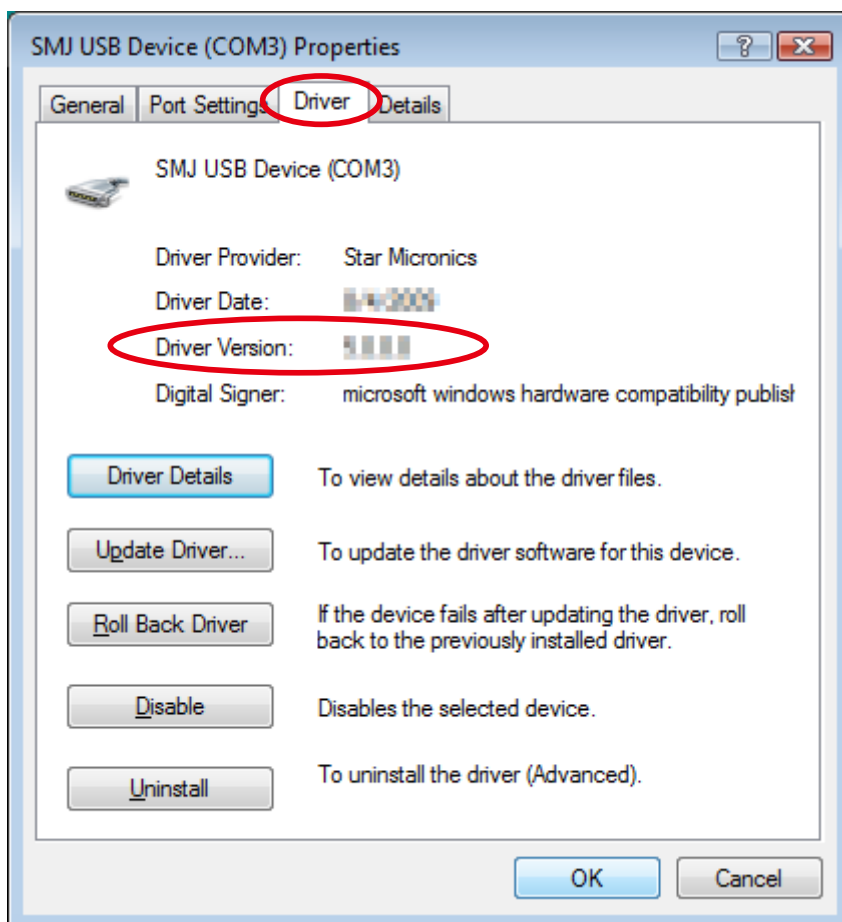 SMJ USB Device (COM3) Properties
General Port Settings Driver Details
SMJ USB Device (COM3)
Driver Provider: Star Micronics
Driver Date:
Driver Version:
Digital Signer: microsoft windows hardware compatibility publish
Driver Details To view details about the driver files.
Update Driver... To update the driver software for this device.
Roll Back Driver If the device fails after updating the driver, roll
back to the previously installed driver.
Disable Disables the selected device.
Uninstall To uninstall the driver (Advanced).
OK Cancel